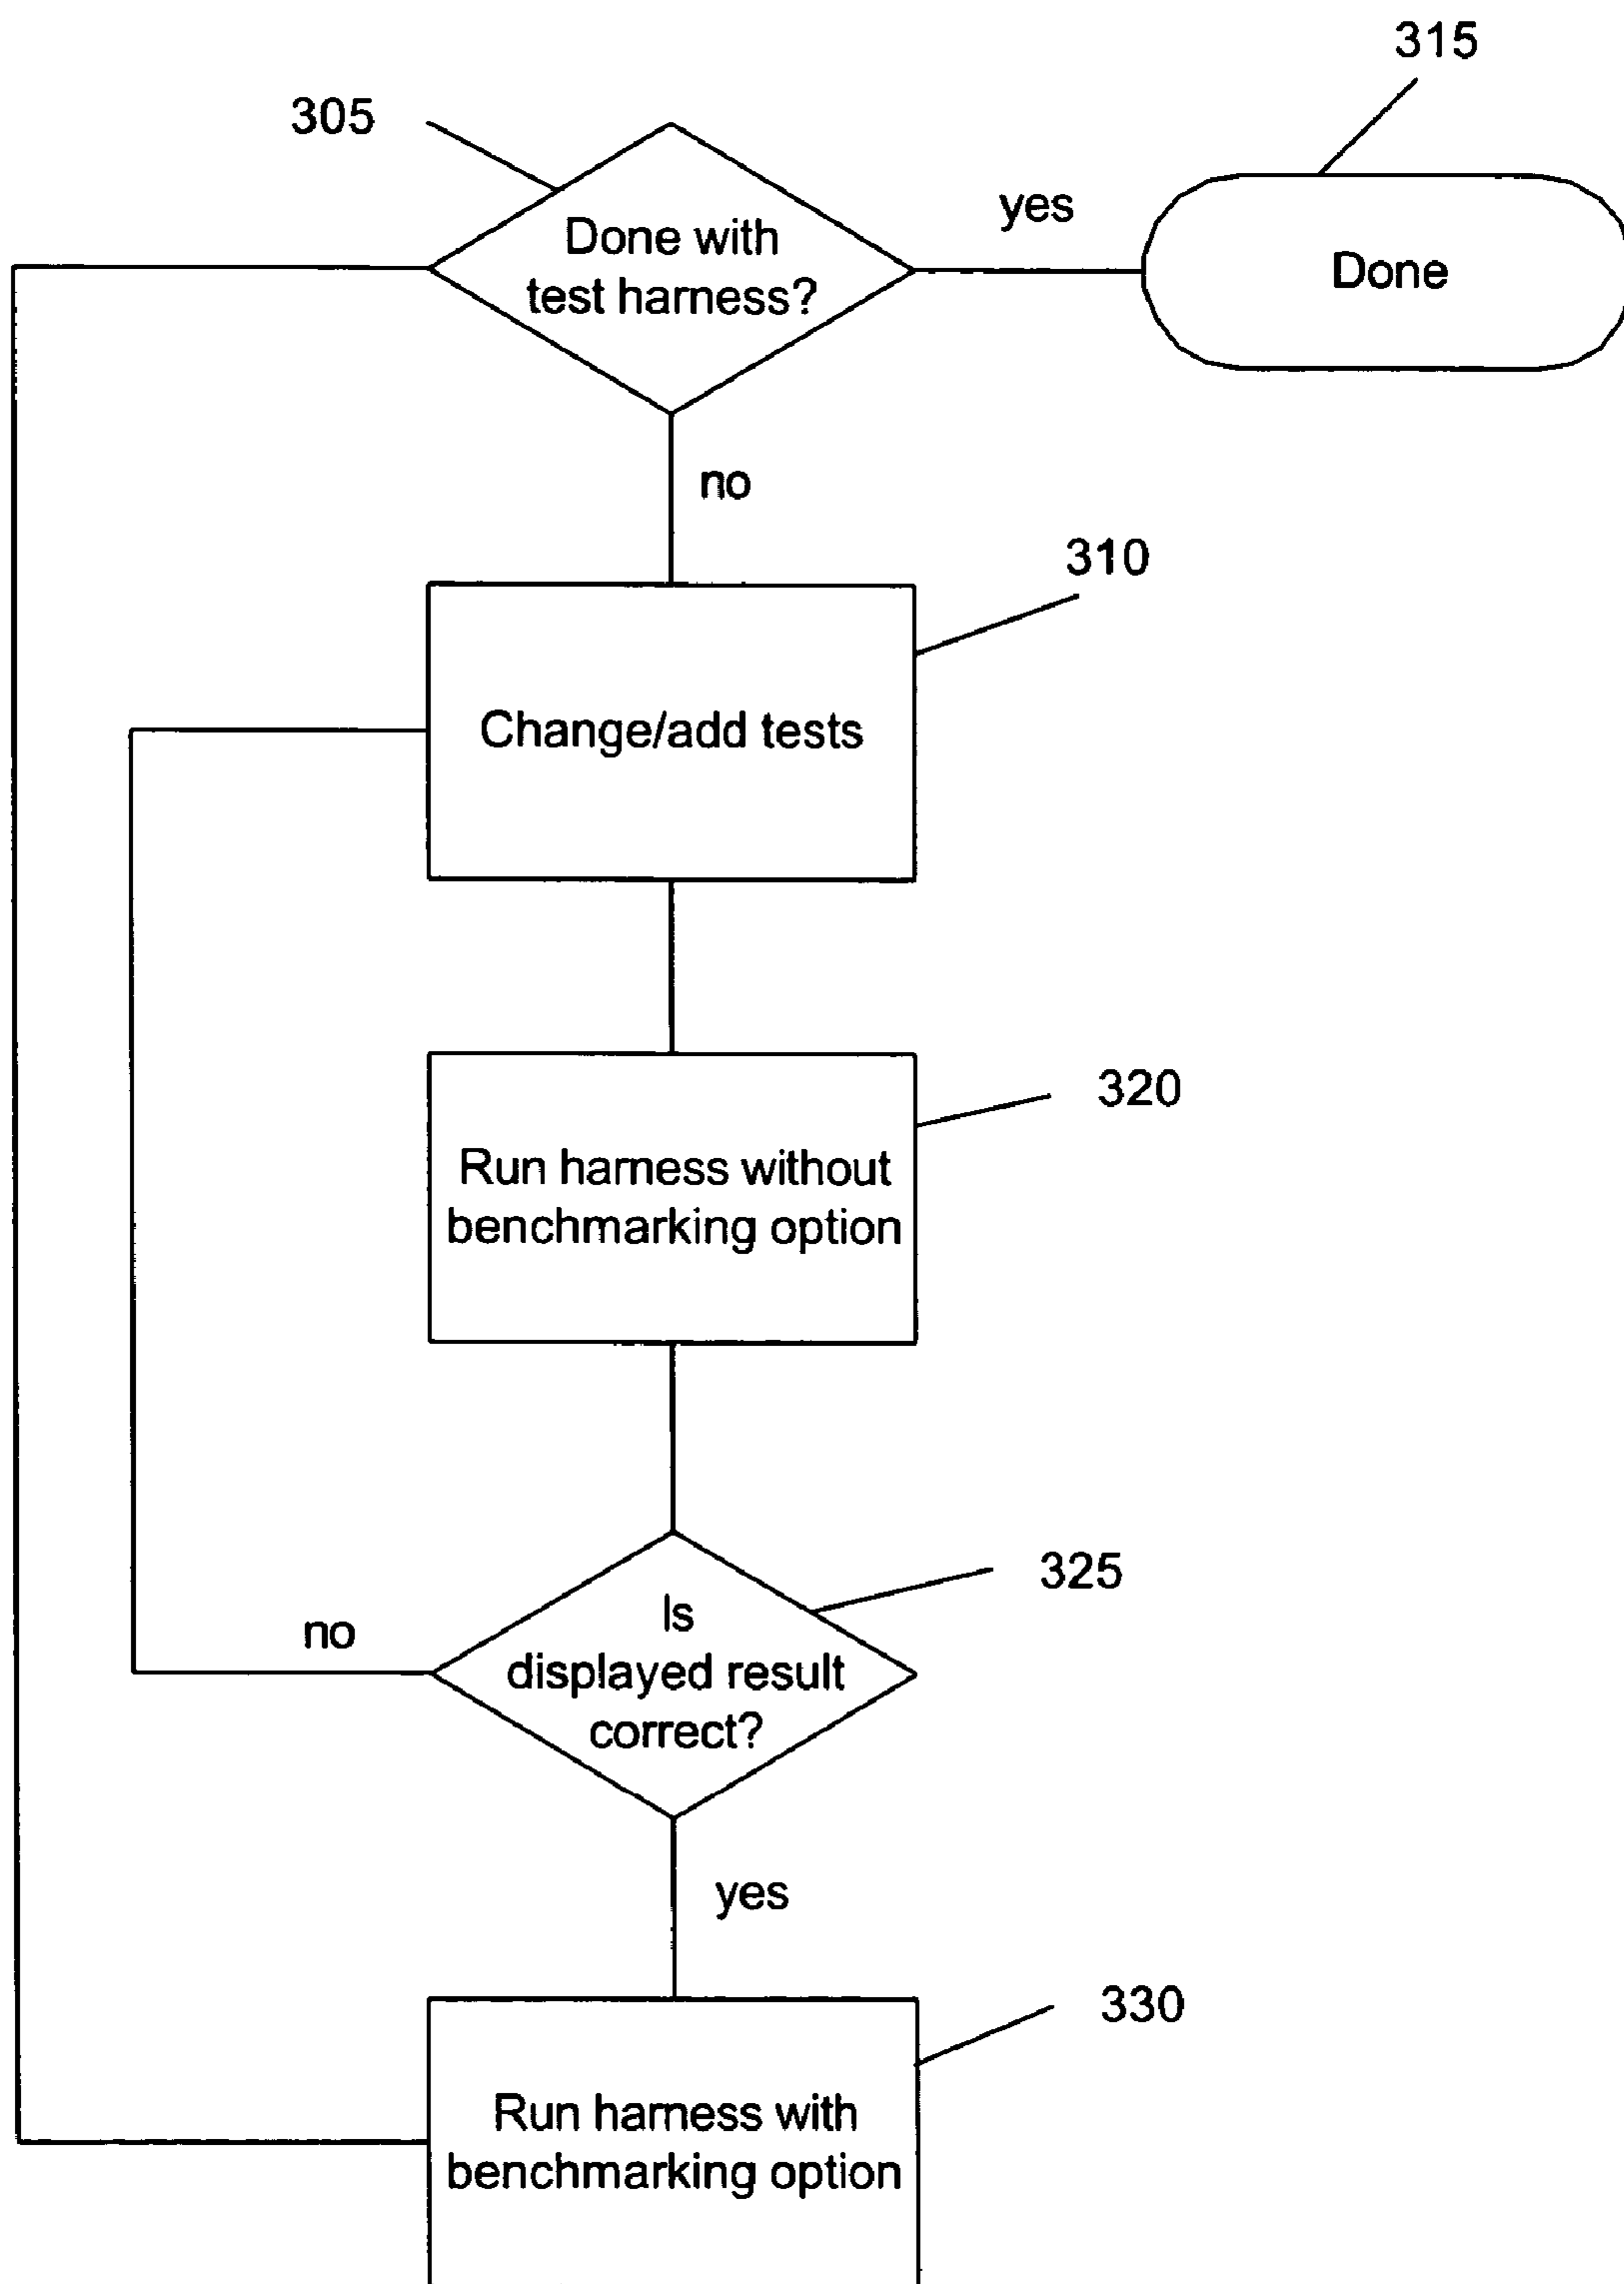 315
305
yes
Done with
test harness?
Done
no
310
Change/add tests
320
Run harness without
benchmarking option
325
Is
displayed result
correct?
no
yes
330
Run harness with
benchmarking option